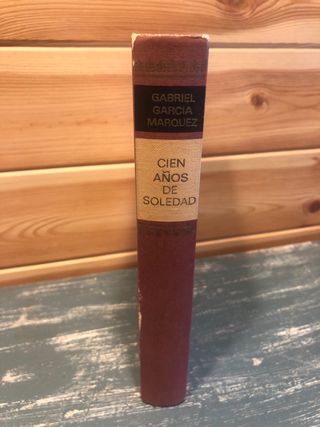 GABRIEL
GARCIA
MARQUEZ
CIEN
AÑOS
DE
SOLEDAD